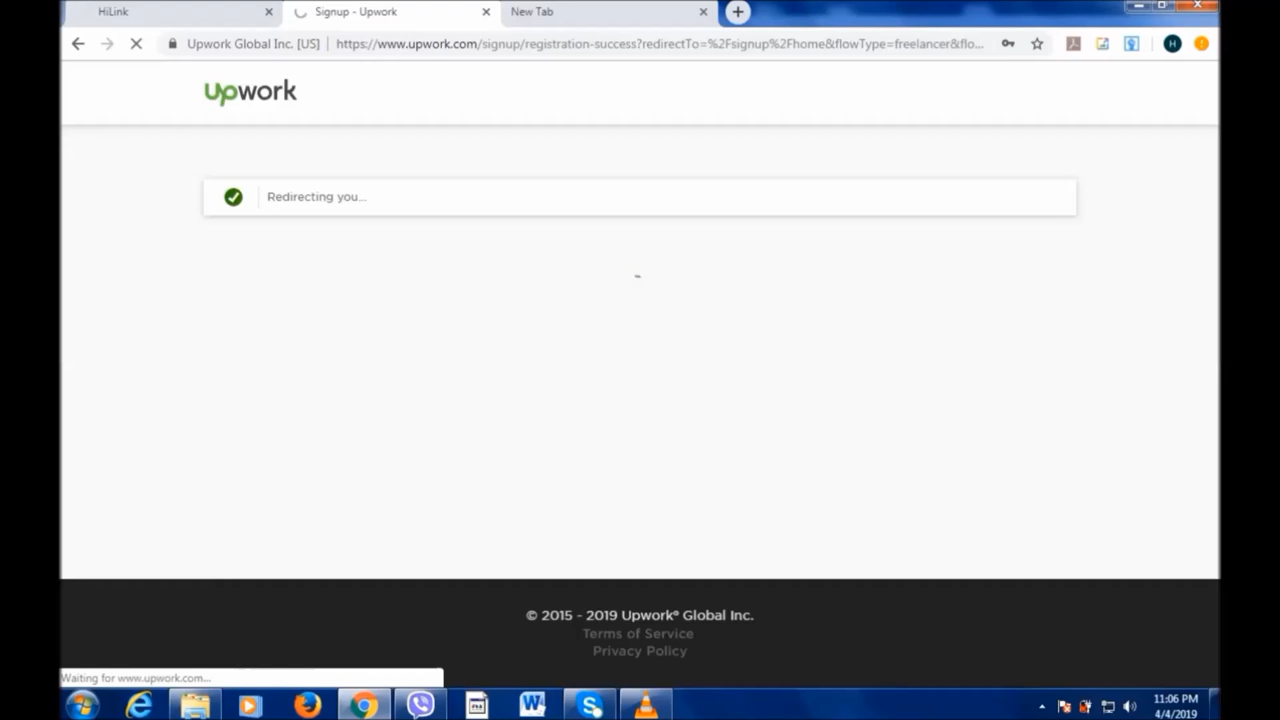 HiLink
Signup - Upwork
New Tab
Upwork Global Inc. [US]
https://www.upwork.com/signup/registration-success?redirectTo=%2Fsignup%2Fhome&flowType=freelancer&flo...
H
upwork
Redirecting you...
© 2015 - 2019 Upwork® Global Inc.
Terms of Service
Privacy Policy
Waiting for www.upwork.com...
11:06 PM
4/4/2019